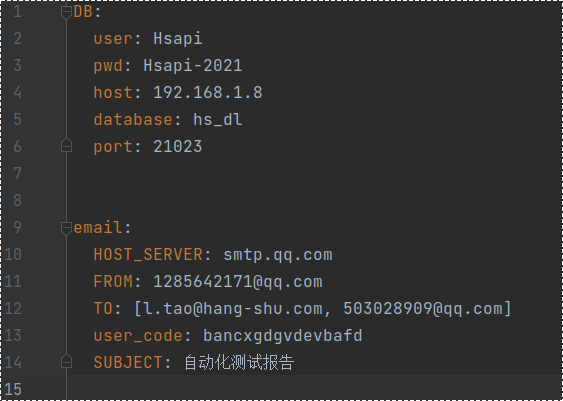 1 DB:
2 user: Hsapi
3 pwd: Hsapi-2021
4 host: 192.168.1.8
5 database: hs_dl
6 port: 21023
7
8
9 email:
10 HOST_SERVER: smtp.qq.com
11 FROM: 1285642171@qq.com
12 TO: [l.tao@hang-shu.com, 503028909@qq.com]
13 user_code: bancxgdgvdevbafd
14 SUBJECT: 自动化测试报告
15